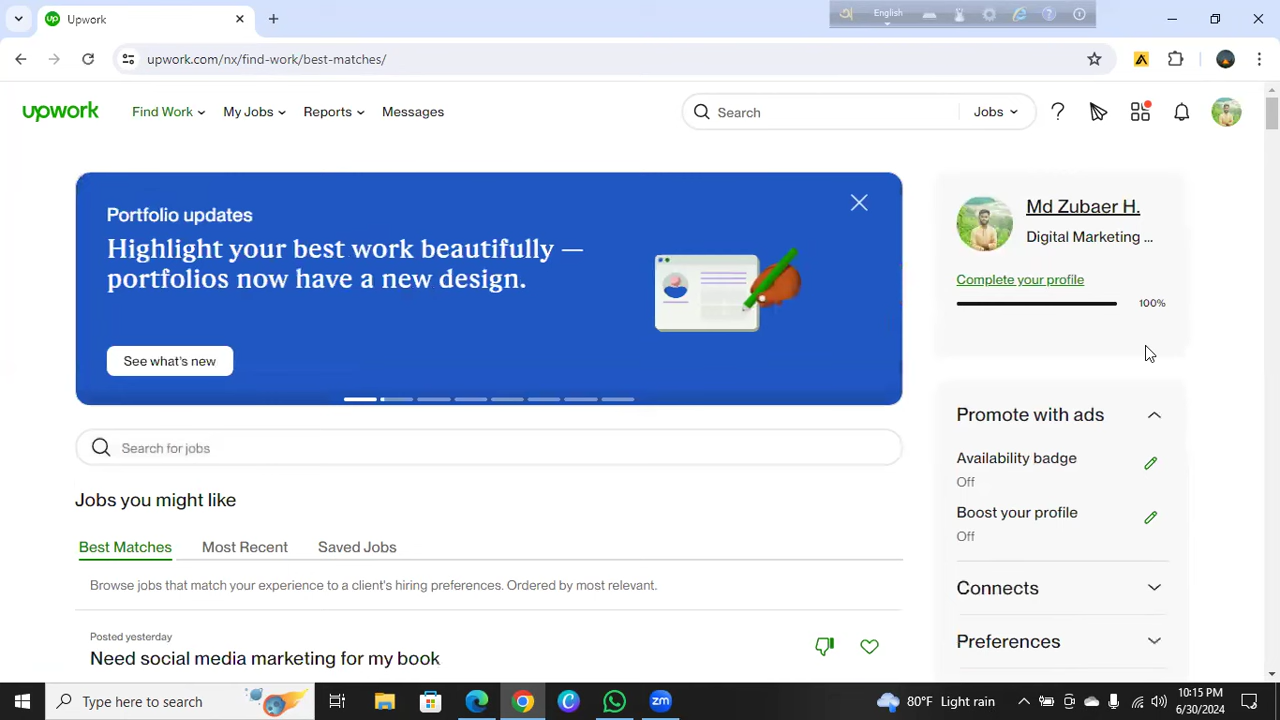 Upwork
English
upwork.com/nx/find-work/best-matches/
upwork
Find Work
My Jobs
Reports
Messages
Search
Jobs
Portfolio updates
Highlight your best work beautifully —
portfolios now have a new design.
See what's new
Md Zubaer H.
Digital Marketing ...
Complete your profile
100%
Search for jobs
Promote with ads
Availability badge
Off
Boost your profile
Off
Jobs you might like
Best Matches
Most Recent
Saved Jobs
Browse jobs that match your experience to a client's hiring preferences. Ordered by most relevant.
Connects
Posted yesterday
Need social media marketing for my book
Preferences
Type here to search
80°F Light rain
10:15 PM
6/30/2024